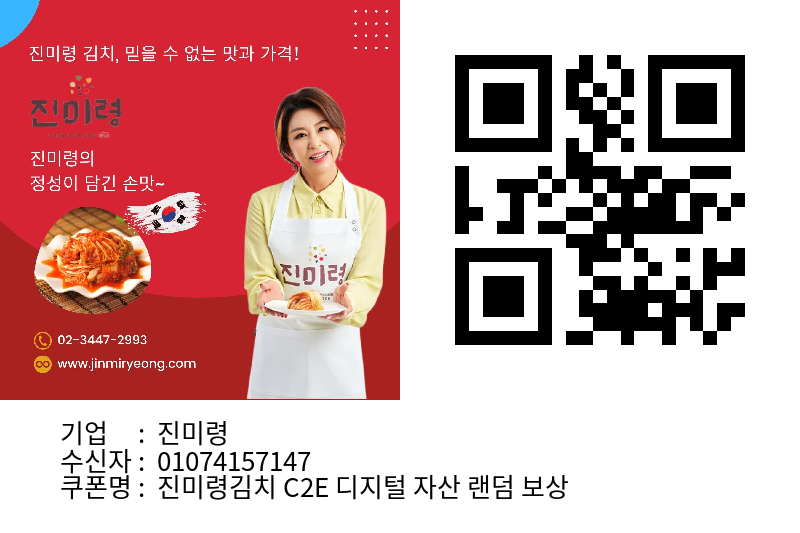 진미령 김치, 믿을 수 없는 맛과 가격!
진미령
진미령의
정성이 담긴 손맛~
진미령
02-3447-2993
www.jinmiryeong.com
기업 : 진미령
수신자 : 01074157147
쿠폰명 : 진미령김치 C2E 디지털 자산 랜덤 보상